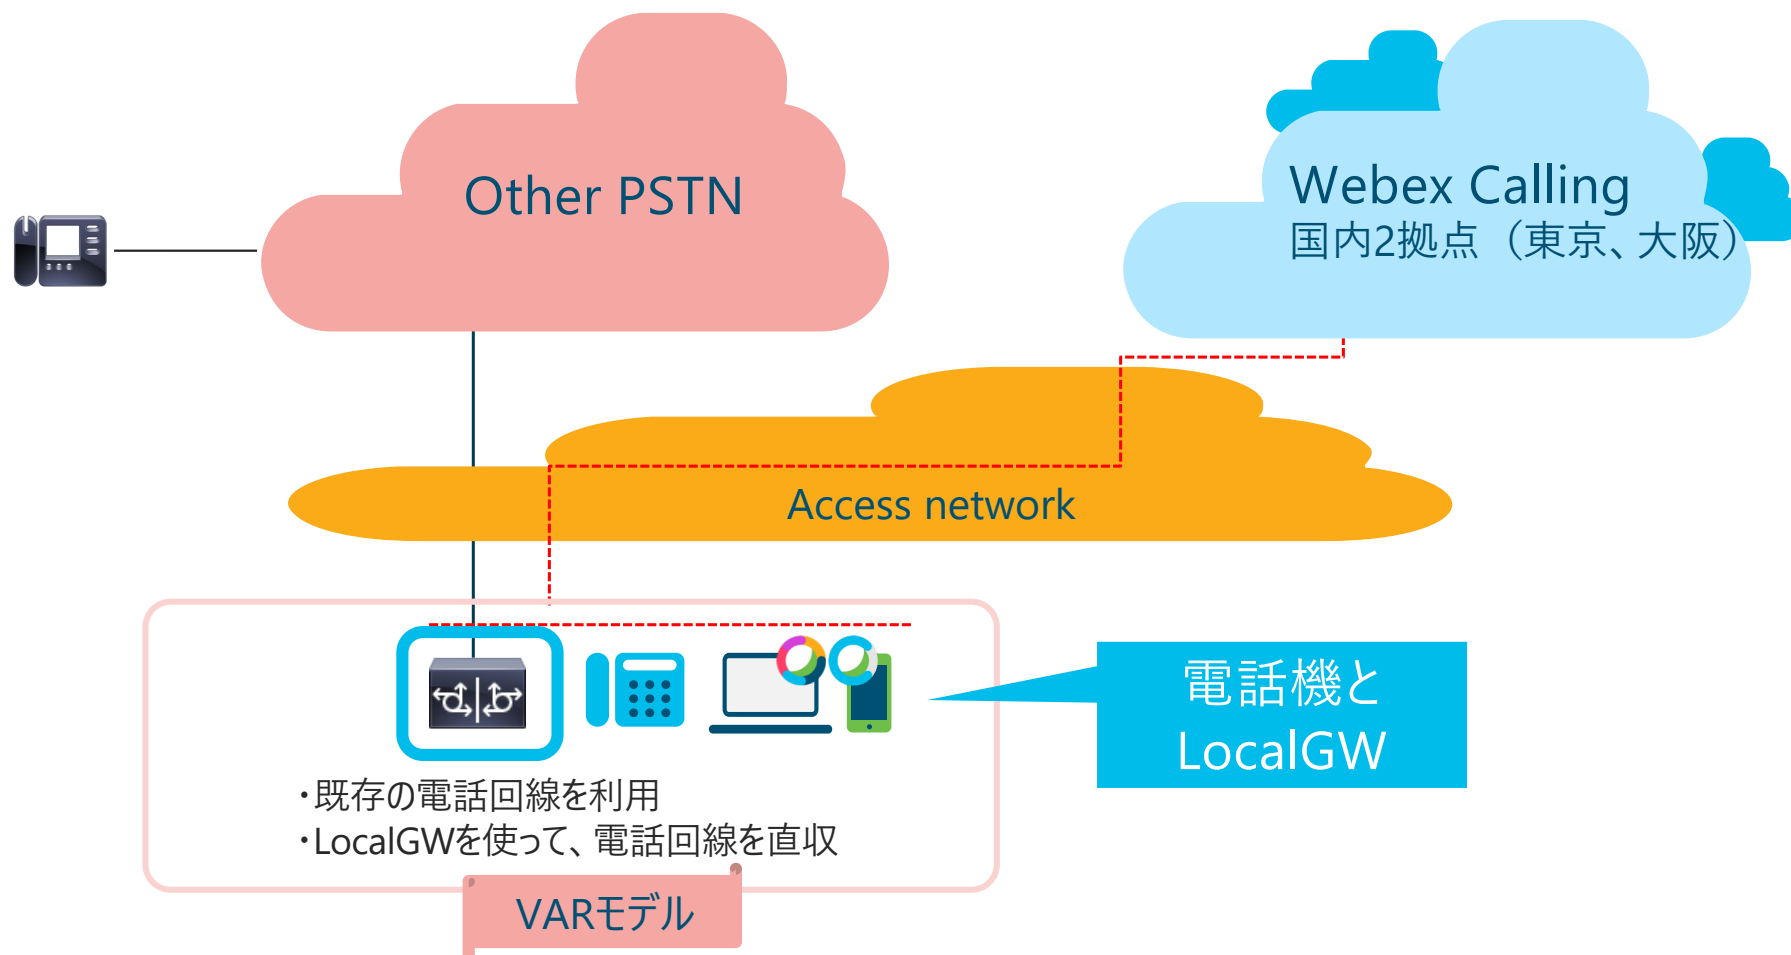 Other PSTN
Webex Calling
国内2拠点（東京、大阪）
Access network
電話機と
LocalGW
・既存の電話回線を利用
・LocalGWを使って、電話回線を直収
VARモデル